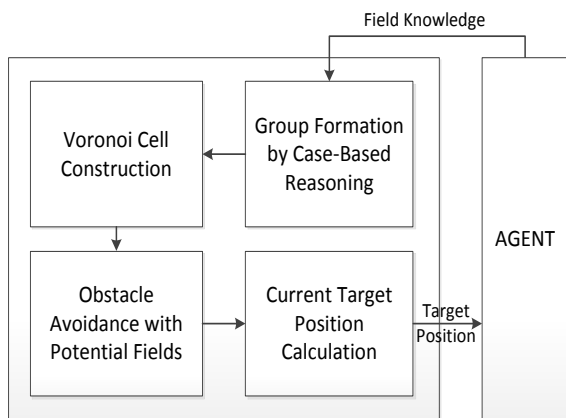 Field Knowledge
Voronoi Cell
Construction
Group Formation
by Case-Based
Reasoning
AGENT
Obstacle
Avoidance with
Potential Fields
Current Target
Position
Calculation
Target
Position